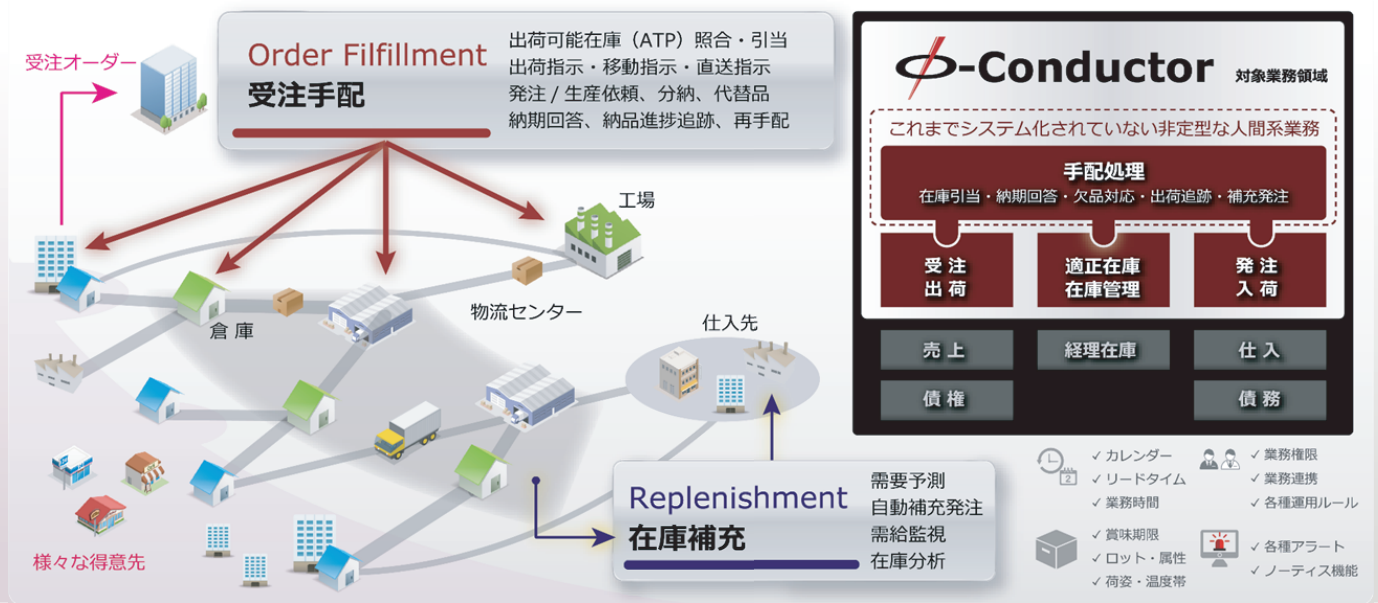 受注オーダー
Order Filfillment
受注手配
出荷可能在庫（ATP）照合・引当
出荷指示・移動指示・直送指示
発注 / 生産依頼、分納、代替品
納期回答、納品進捗追跡、再手配
工場
物流センター
倉 庫
仕入先
様々な得意先
Replenishment
在庫補充
需要予測
自動補充発注
需給監視
在庫分析
φ-Conductor 対象業務領域
これまでシステム化されていない非定型な人間系業務
手配処理
在庫引当・納期回答・欠品対応・出荷追跡・補充発注
受 注
出 荷
適正在庫
在庫管理
発 注
入 荷
売 上
経理在庫
仕 入
債 権
債 務
2
✓ カレンダー
✓ リードタイム
✓ 業務時間
✓ 業務権限
✓ 業務連携
✓ 各種運用ルール
✓ 賞味期限
✓ ロット・属性
✓ 荷姿・温度帯
✓ 各種アラート
✓ ノーティス機能